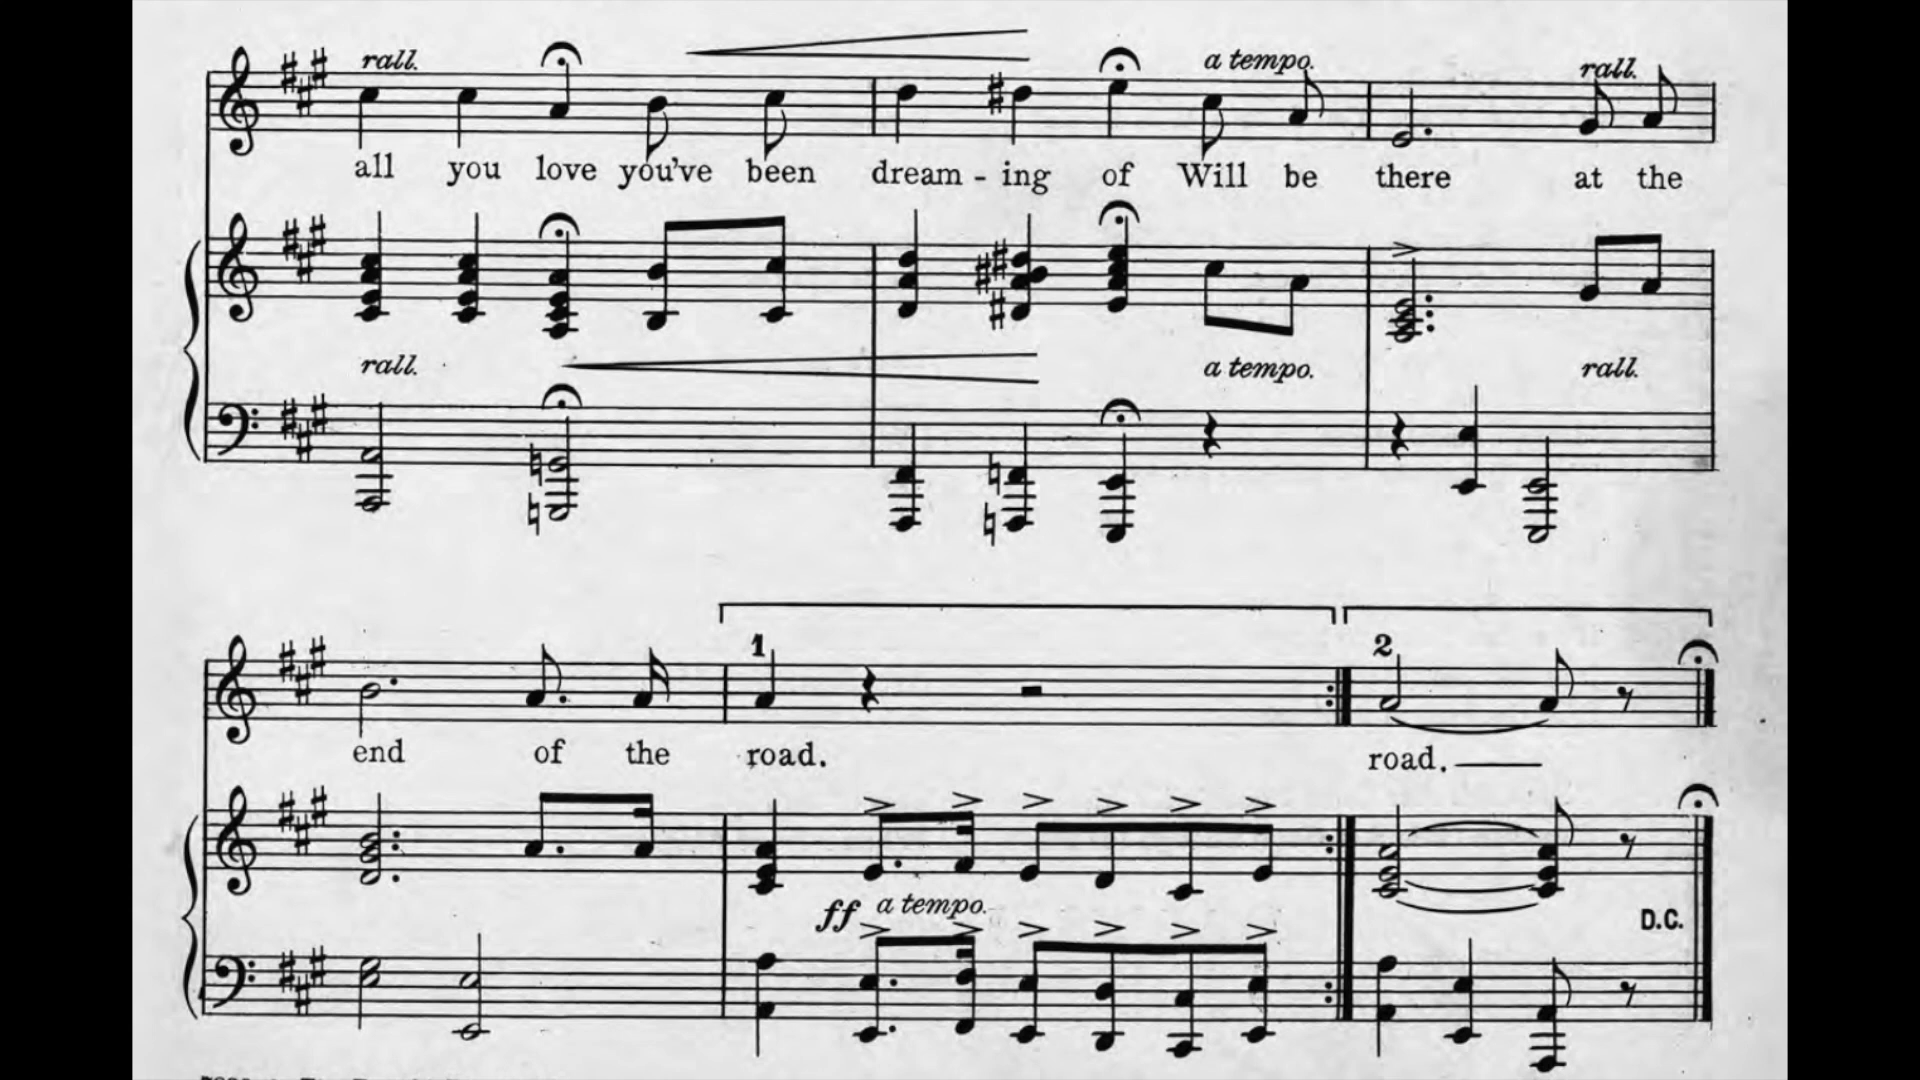 rall. a tempo. rall.
all you love you've been dream - ing of Will be there at the
rall. a tempo. rall.
1 2
end of the road. road.
ff a tempo.
D.C.